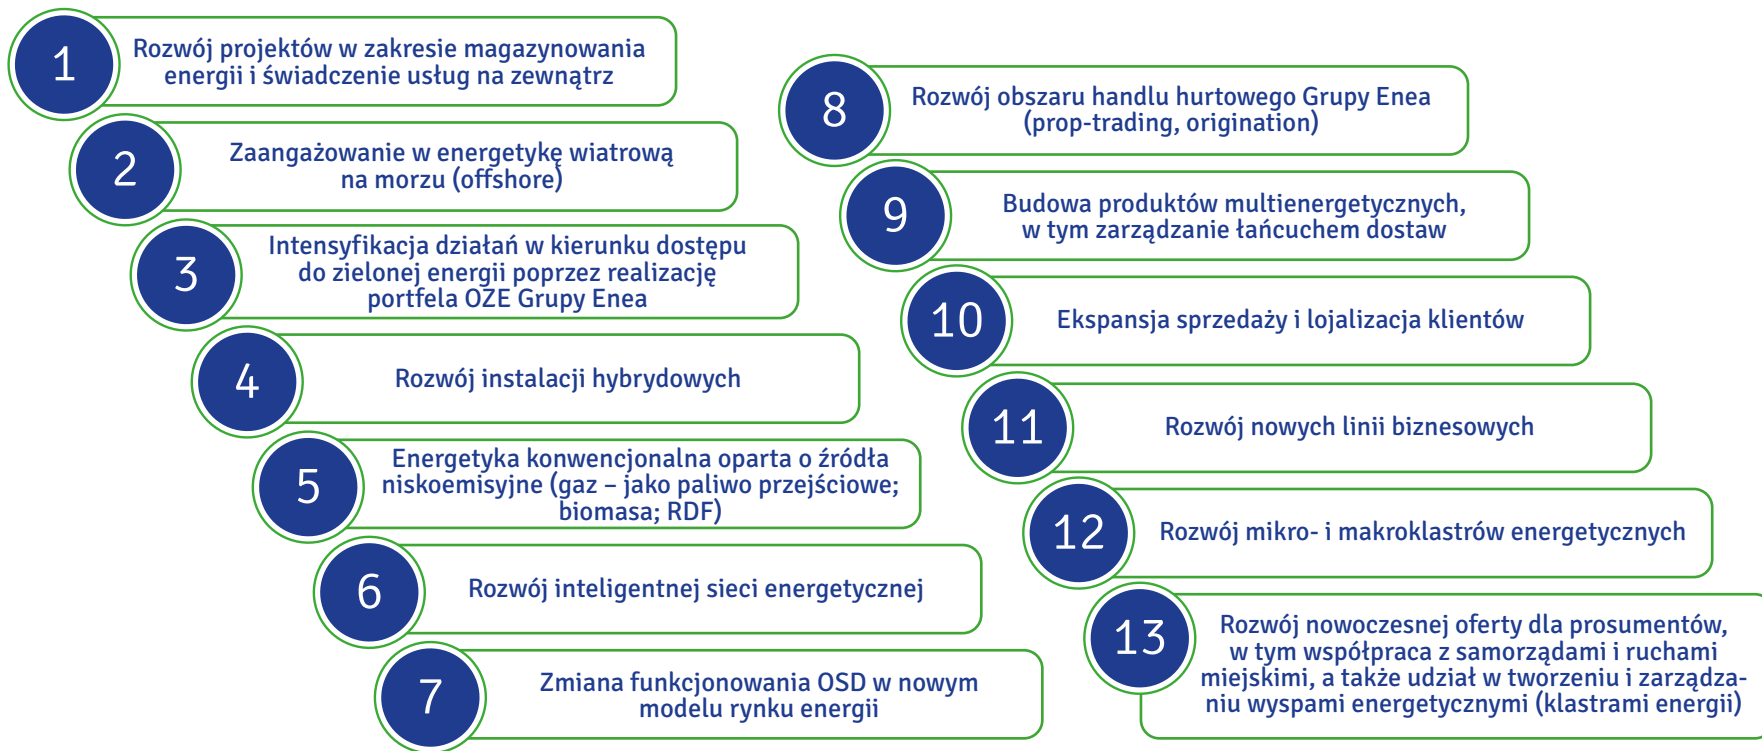 1
Rozwój projektów w zakresie magazynowania
energii i świadczenie usług na zewnątrz
2
Zaangażowanie w energetykę wiatrową
na morzu (offshore)
3
Intensyfikacja działań w kierunku dostępu
do zielonej energii poprzez realizację
portfela OZE Grupy Enea
4
Rozwój instalacji hybrydowych
5
Energetyka konwencjonalna oparta o źródła
niskoemisyjne (gaz – jako paliwo przejściowe;
biomasa; RDF)
6
Rozwój inteligentnej sieci energetycznej
7
Zmiana funkcjonowania OSD w nowym
modelu rynku energii
8
Rozwój obszaru handlu hurtowego Grupy Enea
(prop-trading, origination)
9
Budowa produktów multienergetycznych,
w tym zarządzanie łańcuchem dostaw
10
Ekspansja sprzedaży i lojalizacja klientów
11
Rozwój nowych linii biznesowych
12
Rozwój mikro- i makroklastrów energetycznych
13
Rozwój nowoczesnej oferty dla prosumentów,
w tym współpraca z samorządami i ruchami
miejskimi, a także udział w tworzeniu i zarządza-
niu wyspami energetycznymi (klastrami energii)